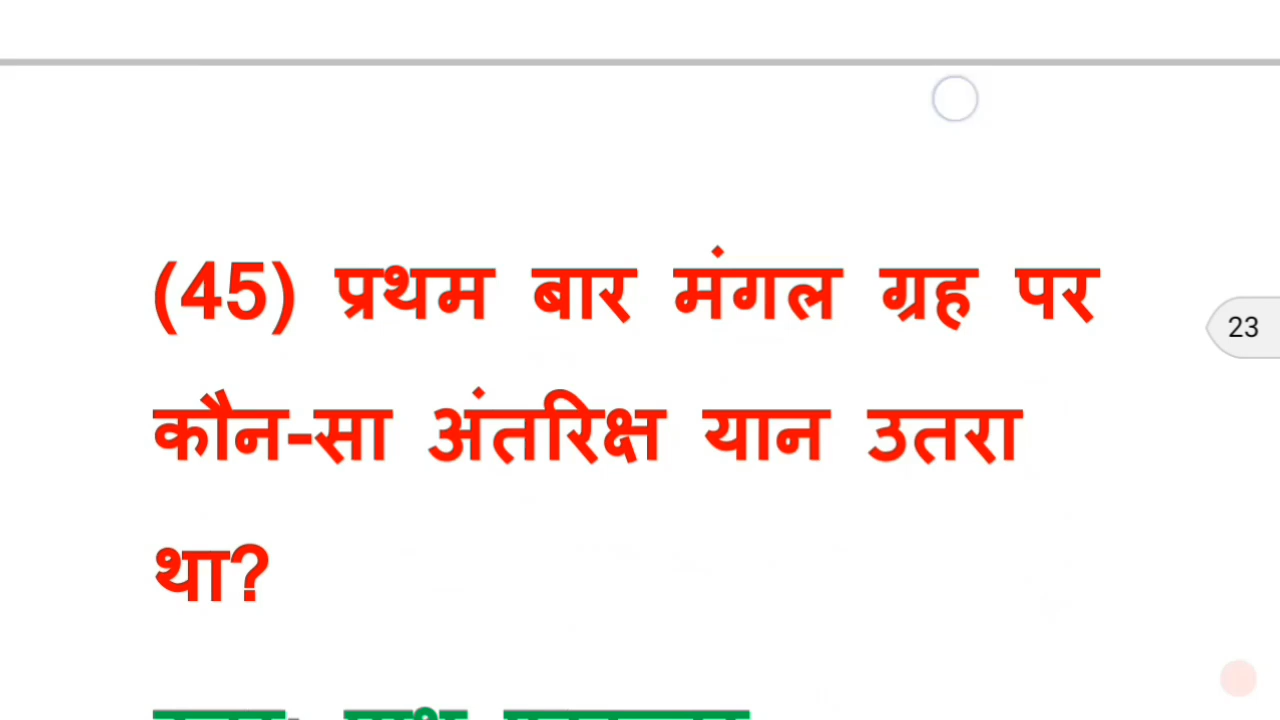 (45) प्रथम बार मंगल ग्रह पर
कौन-सा अंतरिक्ष यान उतरा
था?
23